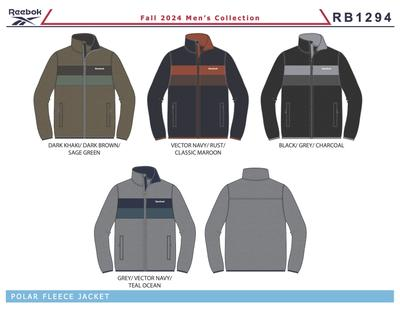 Reebok
Fall 2024 Men's Collection
RB1294
DARK KHAKI/ DARK BROWN/
SAGE GREEN
VECTOR NAVY/ RUST/
CLASSIC MAROON
BLACK/ GREY/ CHARCOAL
GREY/ VECTOR NAVY/
TEAL OCEAN
POLAR FLEECE JACKET